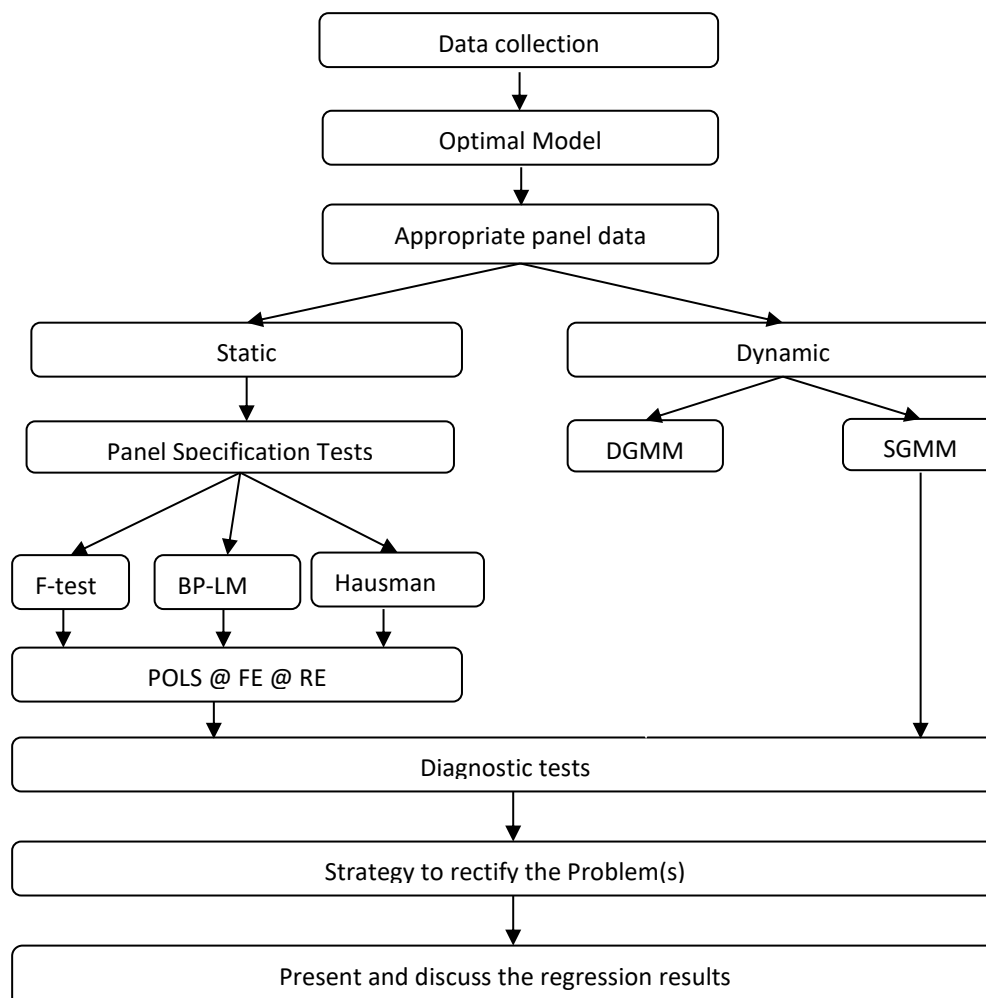 Data collection
Optimal Model
Appropriate panel data
Static
Dynamic
Panel Specification Tests
DGMM
SGMM
F-test
BP-LM
Hausman
POLS @ FE @ RE
Diagnostic tests
Strategy to rectify the Problem(s)
Present and discuss the regression results